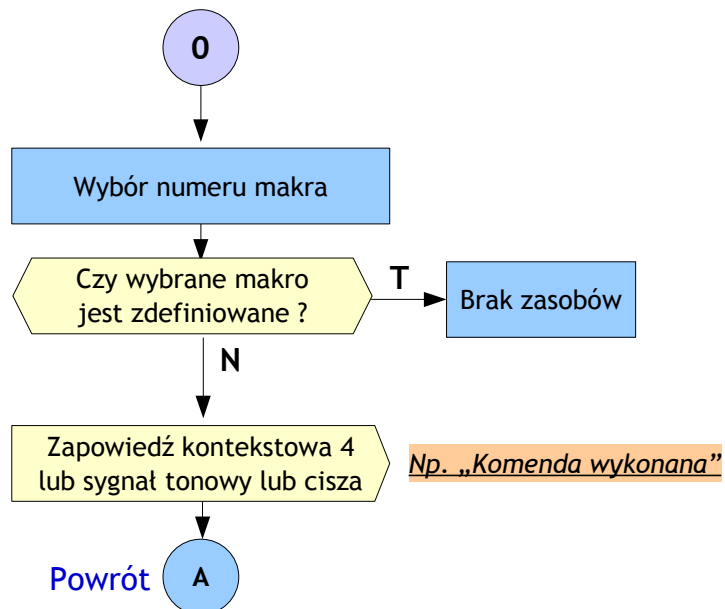 0
Wybór numeru makra
Czy wybrane makro
jest zdefiniowane ?
T
Brak zasobów
N
Zapowiedź kontekstowa 4
lub sygnał tonowy lub cisza
Np. „Komenda wykonana”
Powrót
A